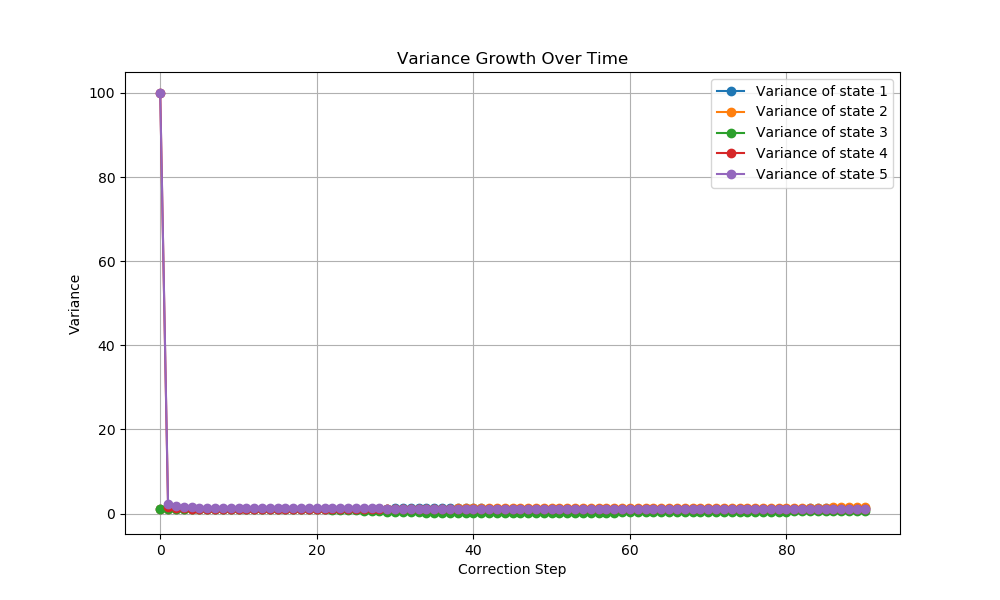 Variance Growth Over Time
Variance of state 1
Variance of state 2
Variance of state 3
Variance of state 4
Variance of state 5
Variance
100
80
60
40
20
0
0 20 40 60 80
Correction Step